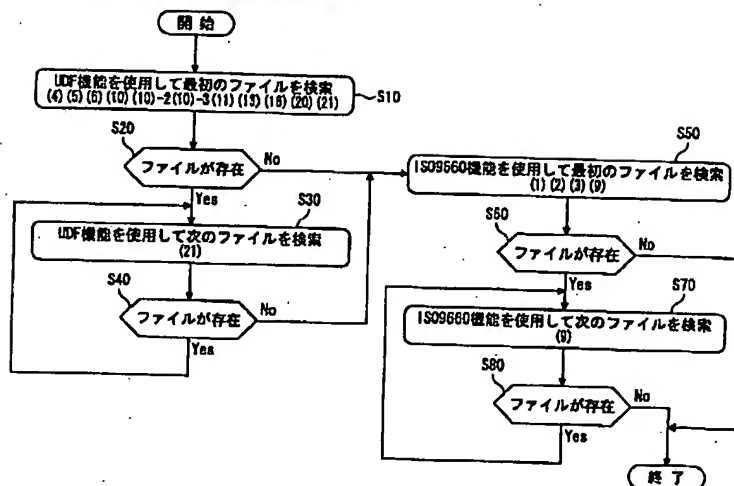 開始
UDF機能を使用して最初のファイルを検索
(4)(5)(6)(10)(10)-2(10)-3(11)(13)(16)(20)(21)
S10
S20
ファイルが存在
No
Yes
S30
UDF機能を使用して次のファイルを検索
(21)
S40
ファイルが存在
No
Yes
S50
ISO9660機能を使用して最初のファイルを検索
(1)(2)(3)(9)
S60
ファイルが存在
No
Yes
S70
ISO9660機能を使用して次のファイルを検索
(9)
S80
ファイルが存在
No
Yes
終了